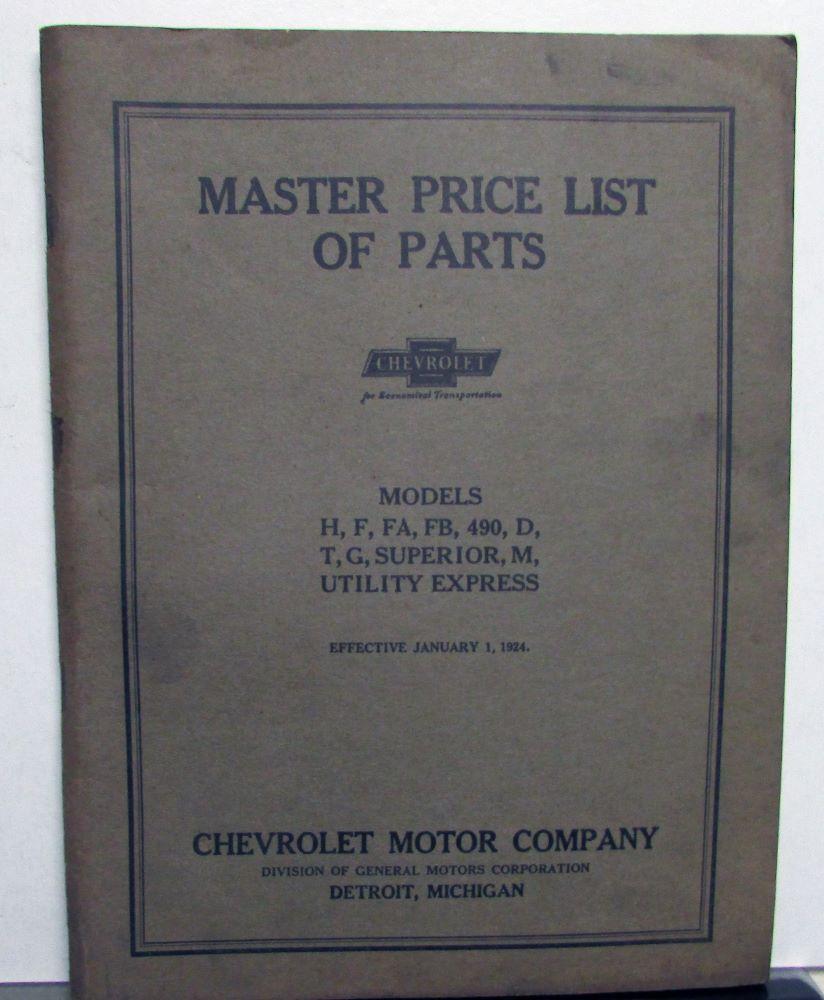 MASTER PRICE LIST
OF PARTS
CHEVROLET
for Economical Transportation
MODELS
H, F, FA, FB, 490, D,
T, G, SUPERIOR, M,
UTILITY EXPRESS
EFFECTIVE JANUARY 1, 1924.
CHEVROLET MOTOR COMPANY
DIVISION OF GENERAL MOTORS CORPORATION
DETROIT, MICHIGAN